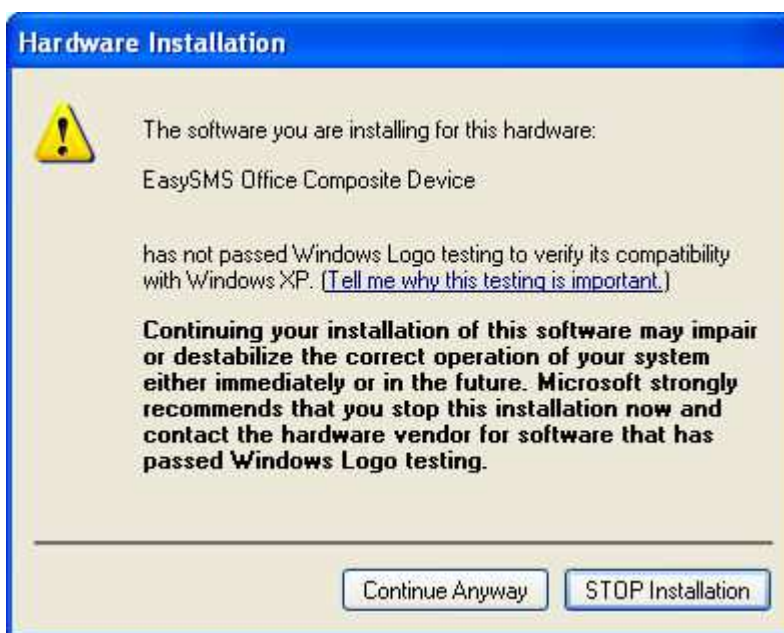 Hardware Installation
The software you are installing for this hardware:
EasySMS Office Composite Device
has not passed Windows Logo testing to verify its compatibility
with Windows XP. (Tell me why this testing is important.)
Continuing your installation of this software may impair
or destabilize the correct operation of your system
either immediately or in the future. Microsoft strongly
recommends that you stop this installation now and
contact the hardware vendor for software that has
passed Windows Logo testing.
Continue Anyway
STOP Installation